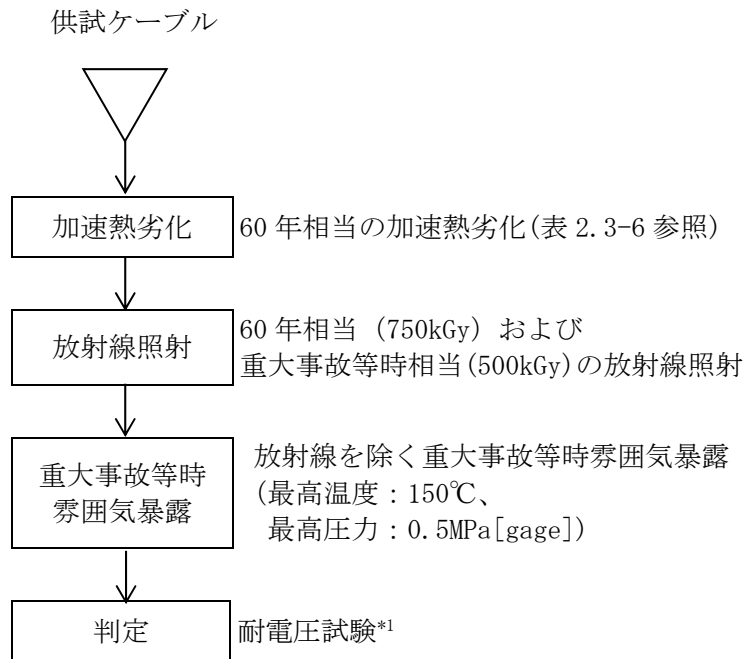 供試ケーブル
加速熱劣化
60年相当の加速熱劣化(表2.3-6参照)
放射線照射
60年相当(750kGy)および
重大事故等時相当(500kGy)の放射線照射
重大事故等時
雰囲気暴露
放射線を除く重大事故等時雰囲気暴露
(最高温度：150℃、
最高圧力：0.5MPa[gage])
判定
耐電圧試験*1